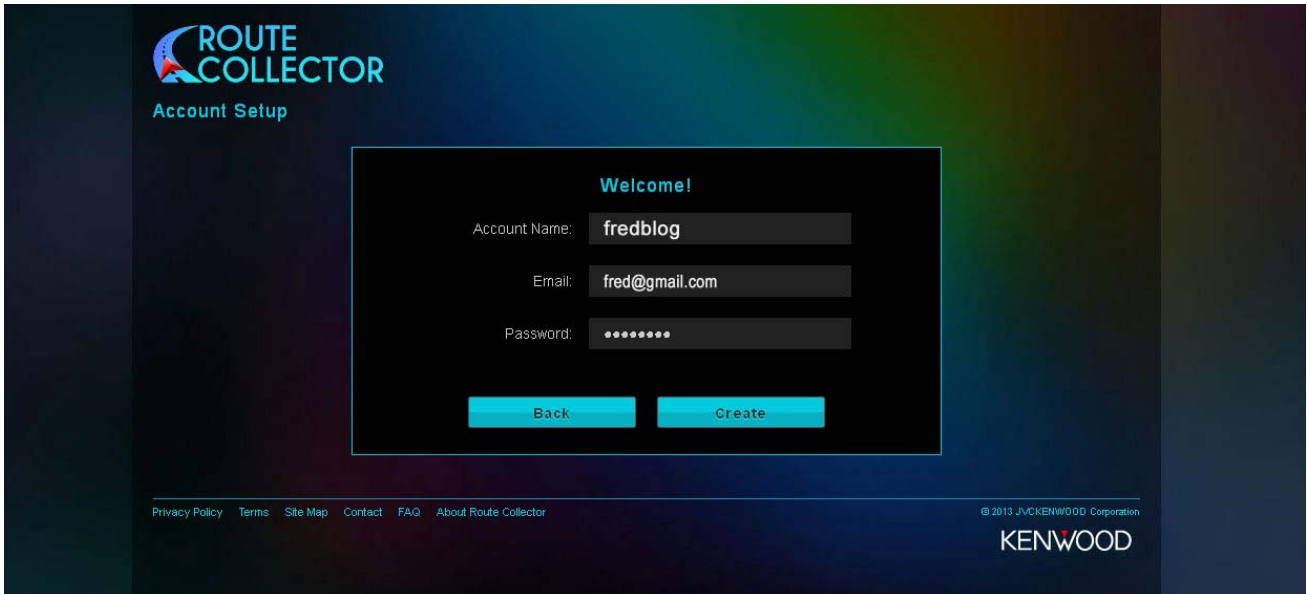 ROUTE
COLLECTOR
Account Setup
Welcome!
Account Name: fredblog
Email: fred@gmail.com
Password: ••••••••
Back Create
Privacy Policy Terms Site Map Contact FAQ About Route Collector © 2013 JVCKENWOOD Corporation
KENWOOD